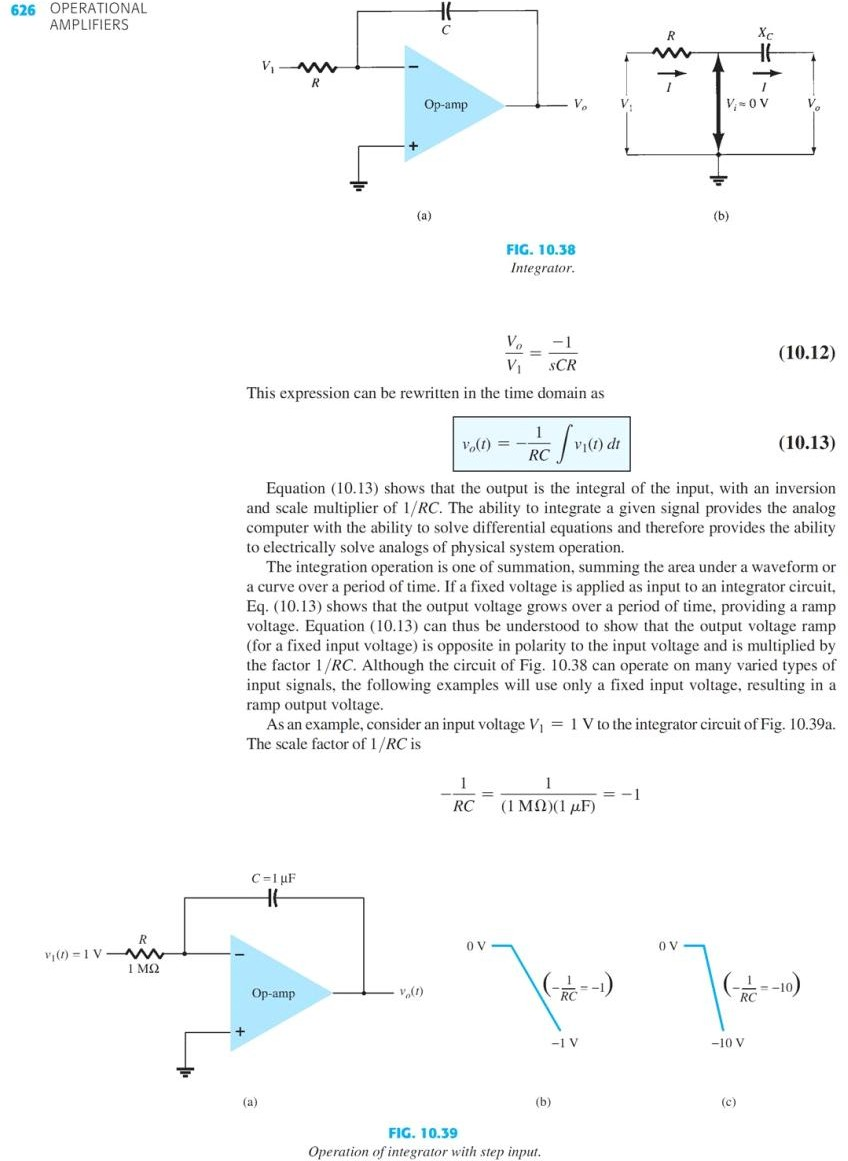 626 OPERATIONAL
AMPLIFIERS
C
V₁
R
−
Op-amp
+
Vₒ
(a)
R
X_C
I
I
V₁
Vᵢ ≈ 0 V
Vₒ
(b)
FIG. 10.38
Integrator.
Vₒ/V₁ = −1/sCR (10.12)
This expression can be rewritten in the time domain as
vₒ(t) = −1/RC ∫ v₁(t) dt (10.13)
Equation (10.13) shows that the output is the integral of the input, with an inversion
and scale multiplier of 1/RC. The ability to integrate a given signal provides the analog
computer with the ability to solve differential equations and therefore provides the ability
to electrically solve analogs of physical system operation.
The integration operation is one of summation, summing the area under a waveform or
a curve over a period of time. If a fixed voltage is applied as input to an integrator circuit,
Eq. (10.13) shows that the output voltage grows over a period of time, providing a ramp
voltage. Equation (10.13) can thus be understood to show that the output voltage ramp
(for a fixed input voltage) is opposite in polarity to the input voltage and is multiplied by
the factor 1/RC. Although the circuit of Fig. 10.38 can operate on many varied types of
input signals, the following examples will use only a fixed input voltage, resulting in a
ramp output voltage.
As an example, consider an input voltage V₁ = 1 V to the integrator circuit of Fig. 10.39a.
The scale factor of 1/RC is
−1/RC = 1/(1 MΩ)(1 μF) = −1
C = 1 μF
R
v₁(t) = 1 V
1 MΩ
−
Op-amp
+
vₒ(t)
(a)
0 V
(−1/RC = −1)
−1 V
(b)
0 V
(−1/RC = −10)
−10 V
(c)
FIG. 10.39
Operation of integrator with step input.